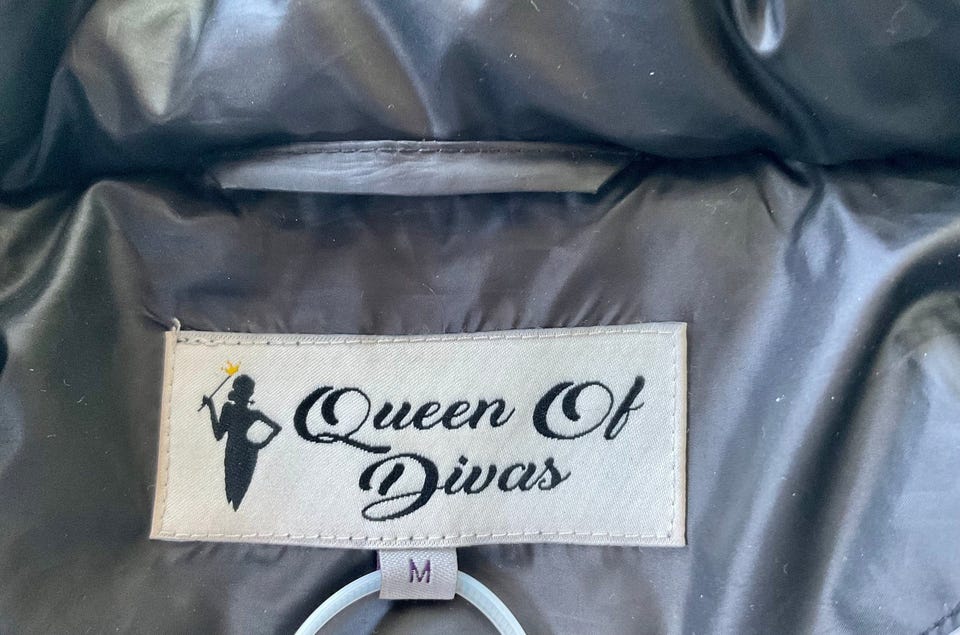 Queen Of
Divas
M